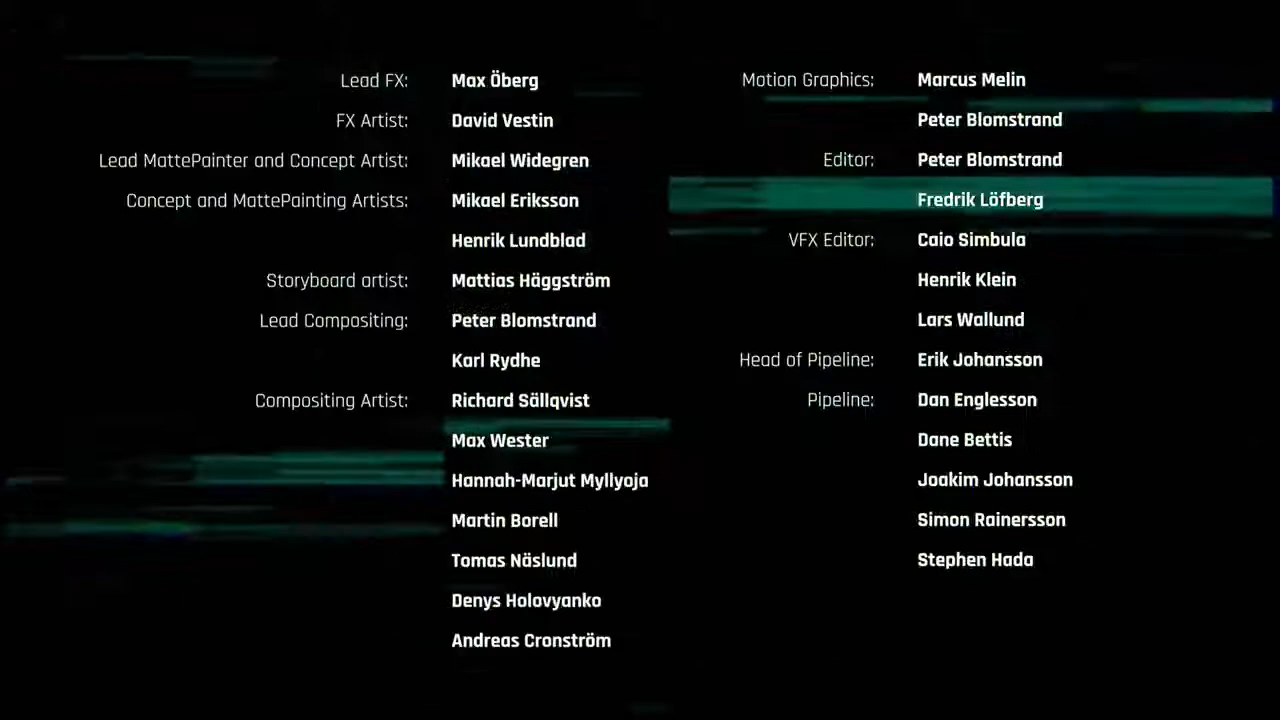 Lead FX: Max Öberg
FX Artist: David Vestin
Lead MattePainter and Concept Artist: Mikael Widegren
Concept and MattePainting Artists: Mikael Eriksson
Henrik Lundblad
Storyboard artist: Mattias Häggström
Lead Compositing: Peter Blomstrand
Karl Rydhe
Compositing Artist: Richard Sällqvist
Max Wester
Hannah-Marjut Myllyoja
Martin Borell
Tomas Näslund
Denys Holovyanko
Andreas Cronström
Motion Graphics: Marcus Melin
Peter Blomstrand
Editor: Peter Blomstrand
Fredrik Löfberg
VFX Editor: Caio Simbula
Henrik Klein
Lars Wallund
Head of Pipeline: Erik Johansson
Pipeline: Dan Englesson
Dane Bettis
Joakim Johansson
Simon Rainersson
Stephen Hada